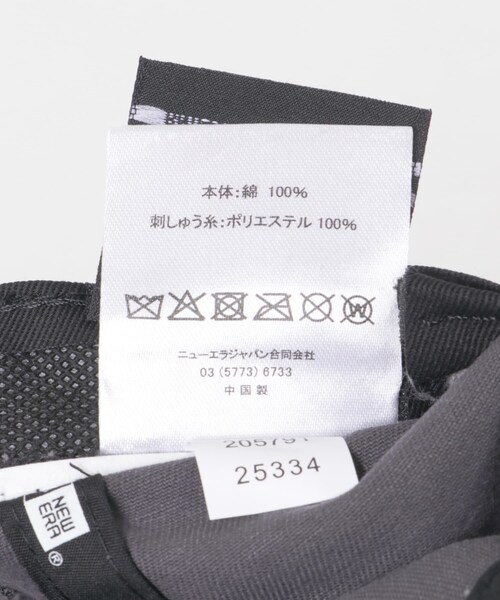 本体:綿 100%
刺しゅう糸:ポリエステル 100%
ニューエラジャパン合同会社
03 (5773) 6733
中国製
205791
25334
NEW
ERA®